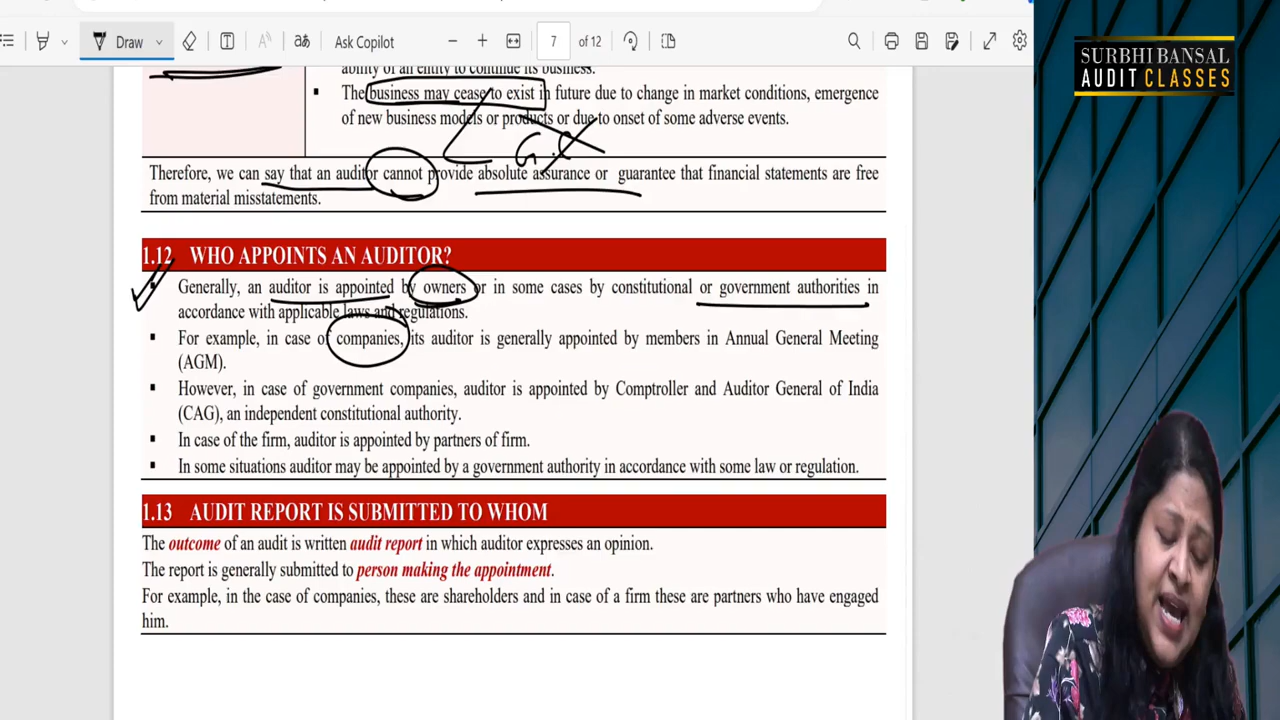 Draw
Ask Copilot
7 of 12
SURBHI BANSAL
AUDIT CLASSES
ability of an entity to continue its business.
▪ The business may cease to exist in future due to change in market conditions, emergence
of new business models or products or due to onset of some adverse events.
G.C
Therefore, we can say that an auditor cannot provide absolute assurance or guarantee that financial statements are free
from material misstatements.
1.12 WHO APPOINTS AN AUDITOR?
▪ Generally, an auditor is appointed by owners or in some cases by constitutional or government authorities in
accordance with applicable laws and regulations.
▪ For example, in case of companies, its auditor is generally appointed by members in Annual General Meeting
(AGM).
▪ However, in case of government companies, auditor is appointed by Comptroller and Auditor General of India
(CAG), an independent constitutional authority.
▪ In case of the firm, auditor is appointed by partners of firm.
▪ In some situations auditor may be appointed by a government authority in accordance with some law or regulation.
1.13 AUDIT REPORT IS SUBMITTED TO WHOM
The outcome of an audit is written audit report in which auditor expresses an opinion.
The report is generally submitted to person making the appointment.
For example, in the case of companies, these are shareholders and in case of a firm these are partners who have engaged
him.